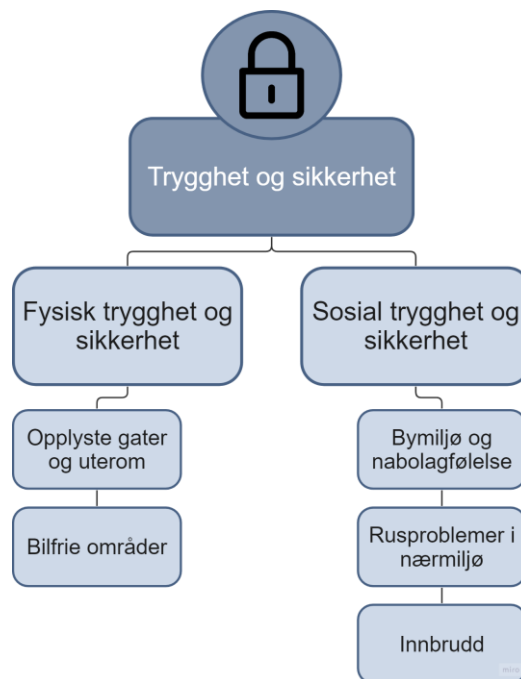 Trygghet og sikkerhet
Fysisk trygghet og
sikkerhet
Sosial trygghet og
sikkerhet
Opplyste gater
og uterom
Bymiljø og
nabolagfølelse
Bilfrie områder
Rusproblemer i
nærmiljø
Innbrudd
miro